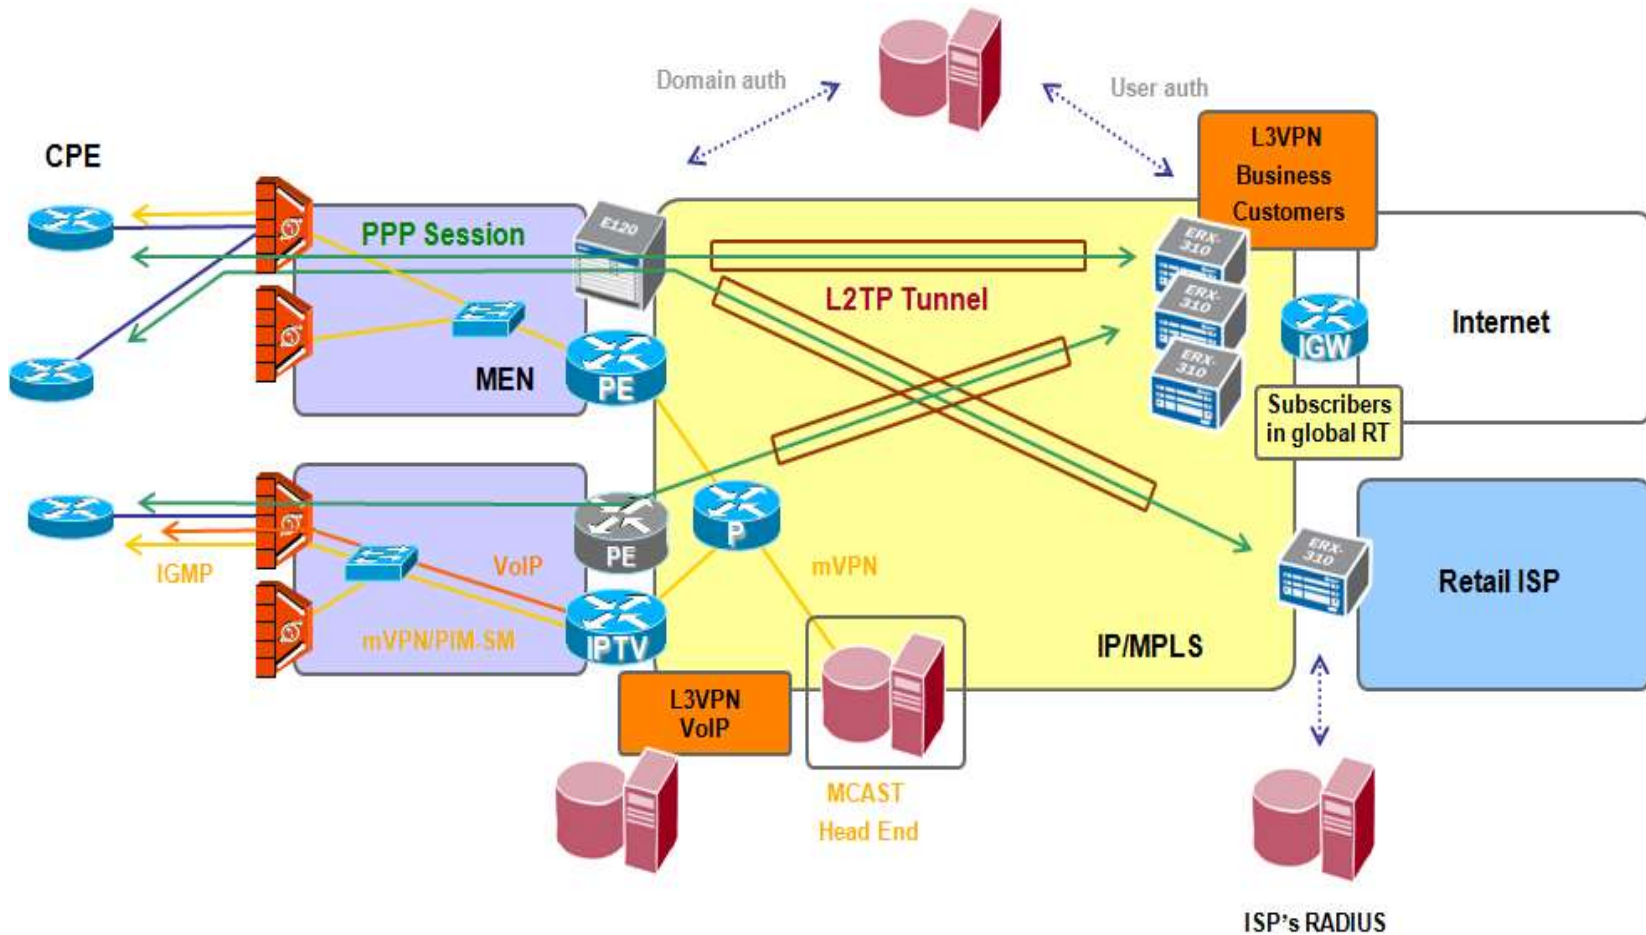 Domain auth
User auth
CPE
L3VPN
Business
Customers
PPP Session
E120
ERX-
310
L2TP Tunnel
ERX-
310
IGW
Internet
MEN
PE
ERX-
310
Subscribers
in global RT
P
PE
ERX-
310
IGMP
VoIP
mVPN
Retail ISP
mVPN/PIM-SM
IPTV
IP/MPLS
L3VPN
VoIP
MCAST
Head End
ISP's RADIUS